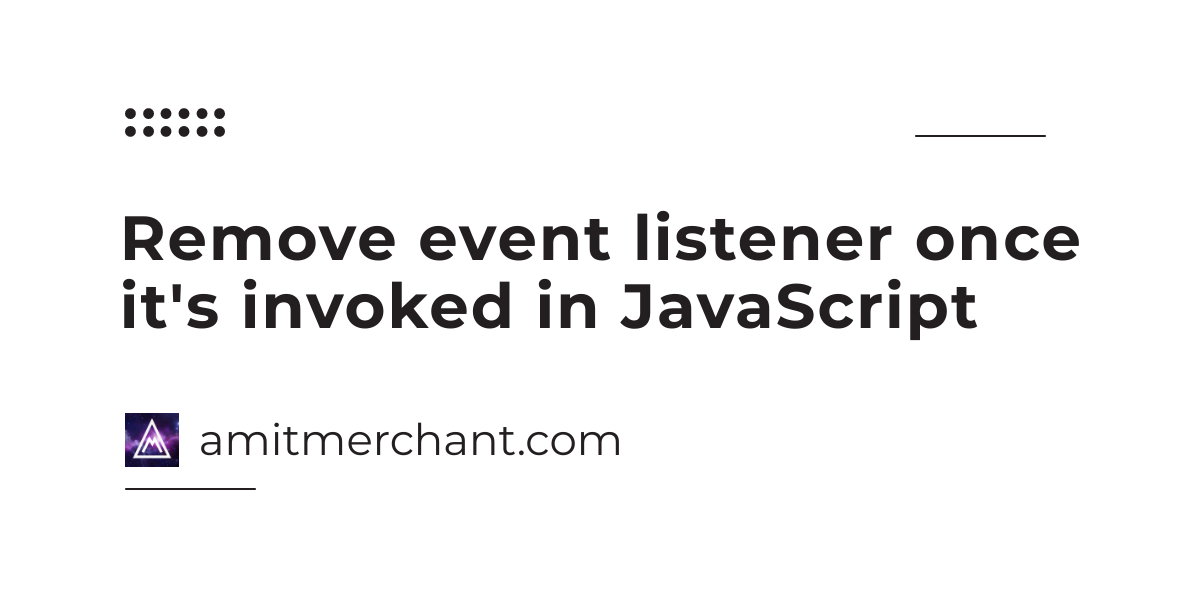 Remove event listener once
it's invoked in JavaScript
amitmerchant.com